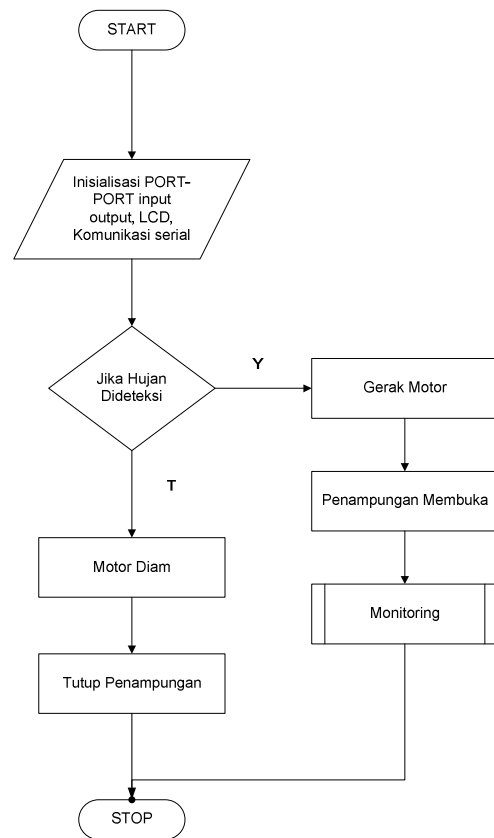 START
Inisialisasi PORT-
PORT input
output, LCD,
Komunikasi serial
Jika Hujan
Dideteksi
Y
Gerak Motor
T
Penampungan Membuka
Motor Diam
Monitoring
Tutup Penampungan
STOP